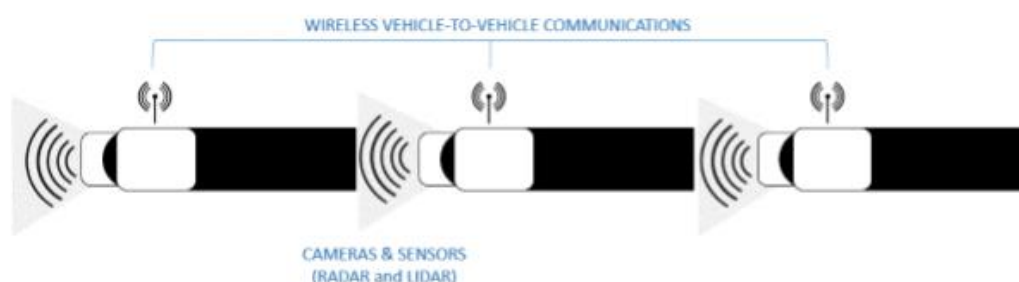 WIRELESS VEHICLE-TO-VEHICLE COMMUNICATIONS
CAMERAS & SENSORS
(RADAR and LIDAR)